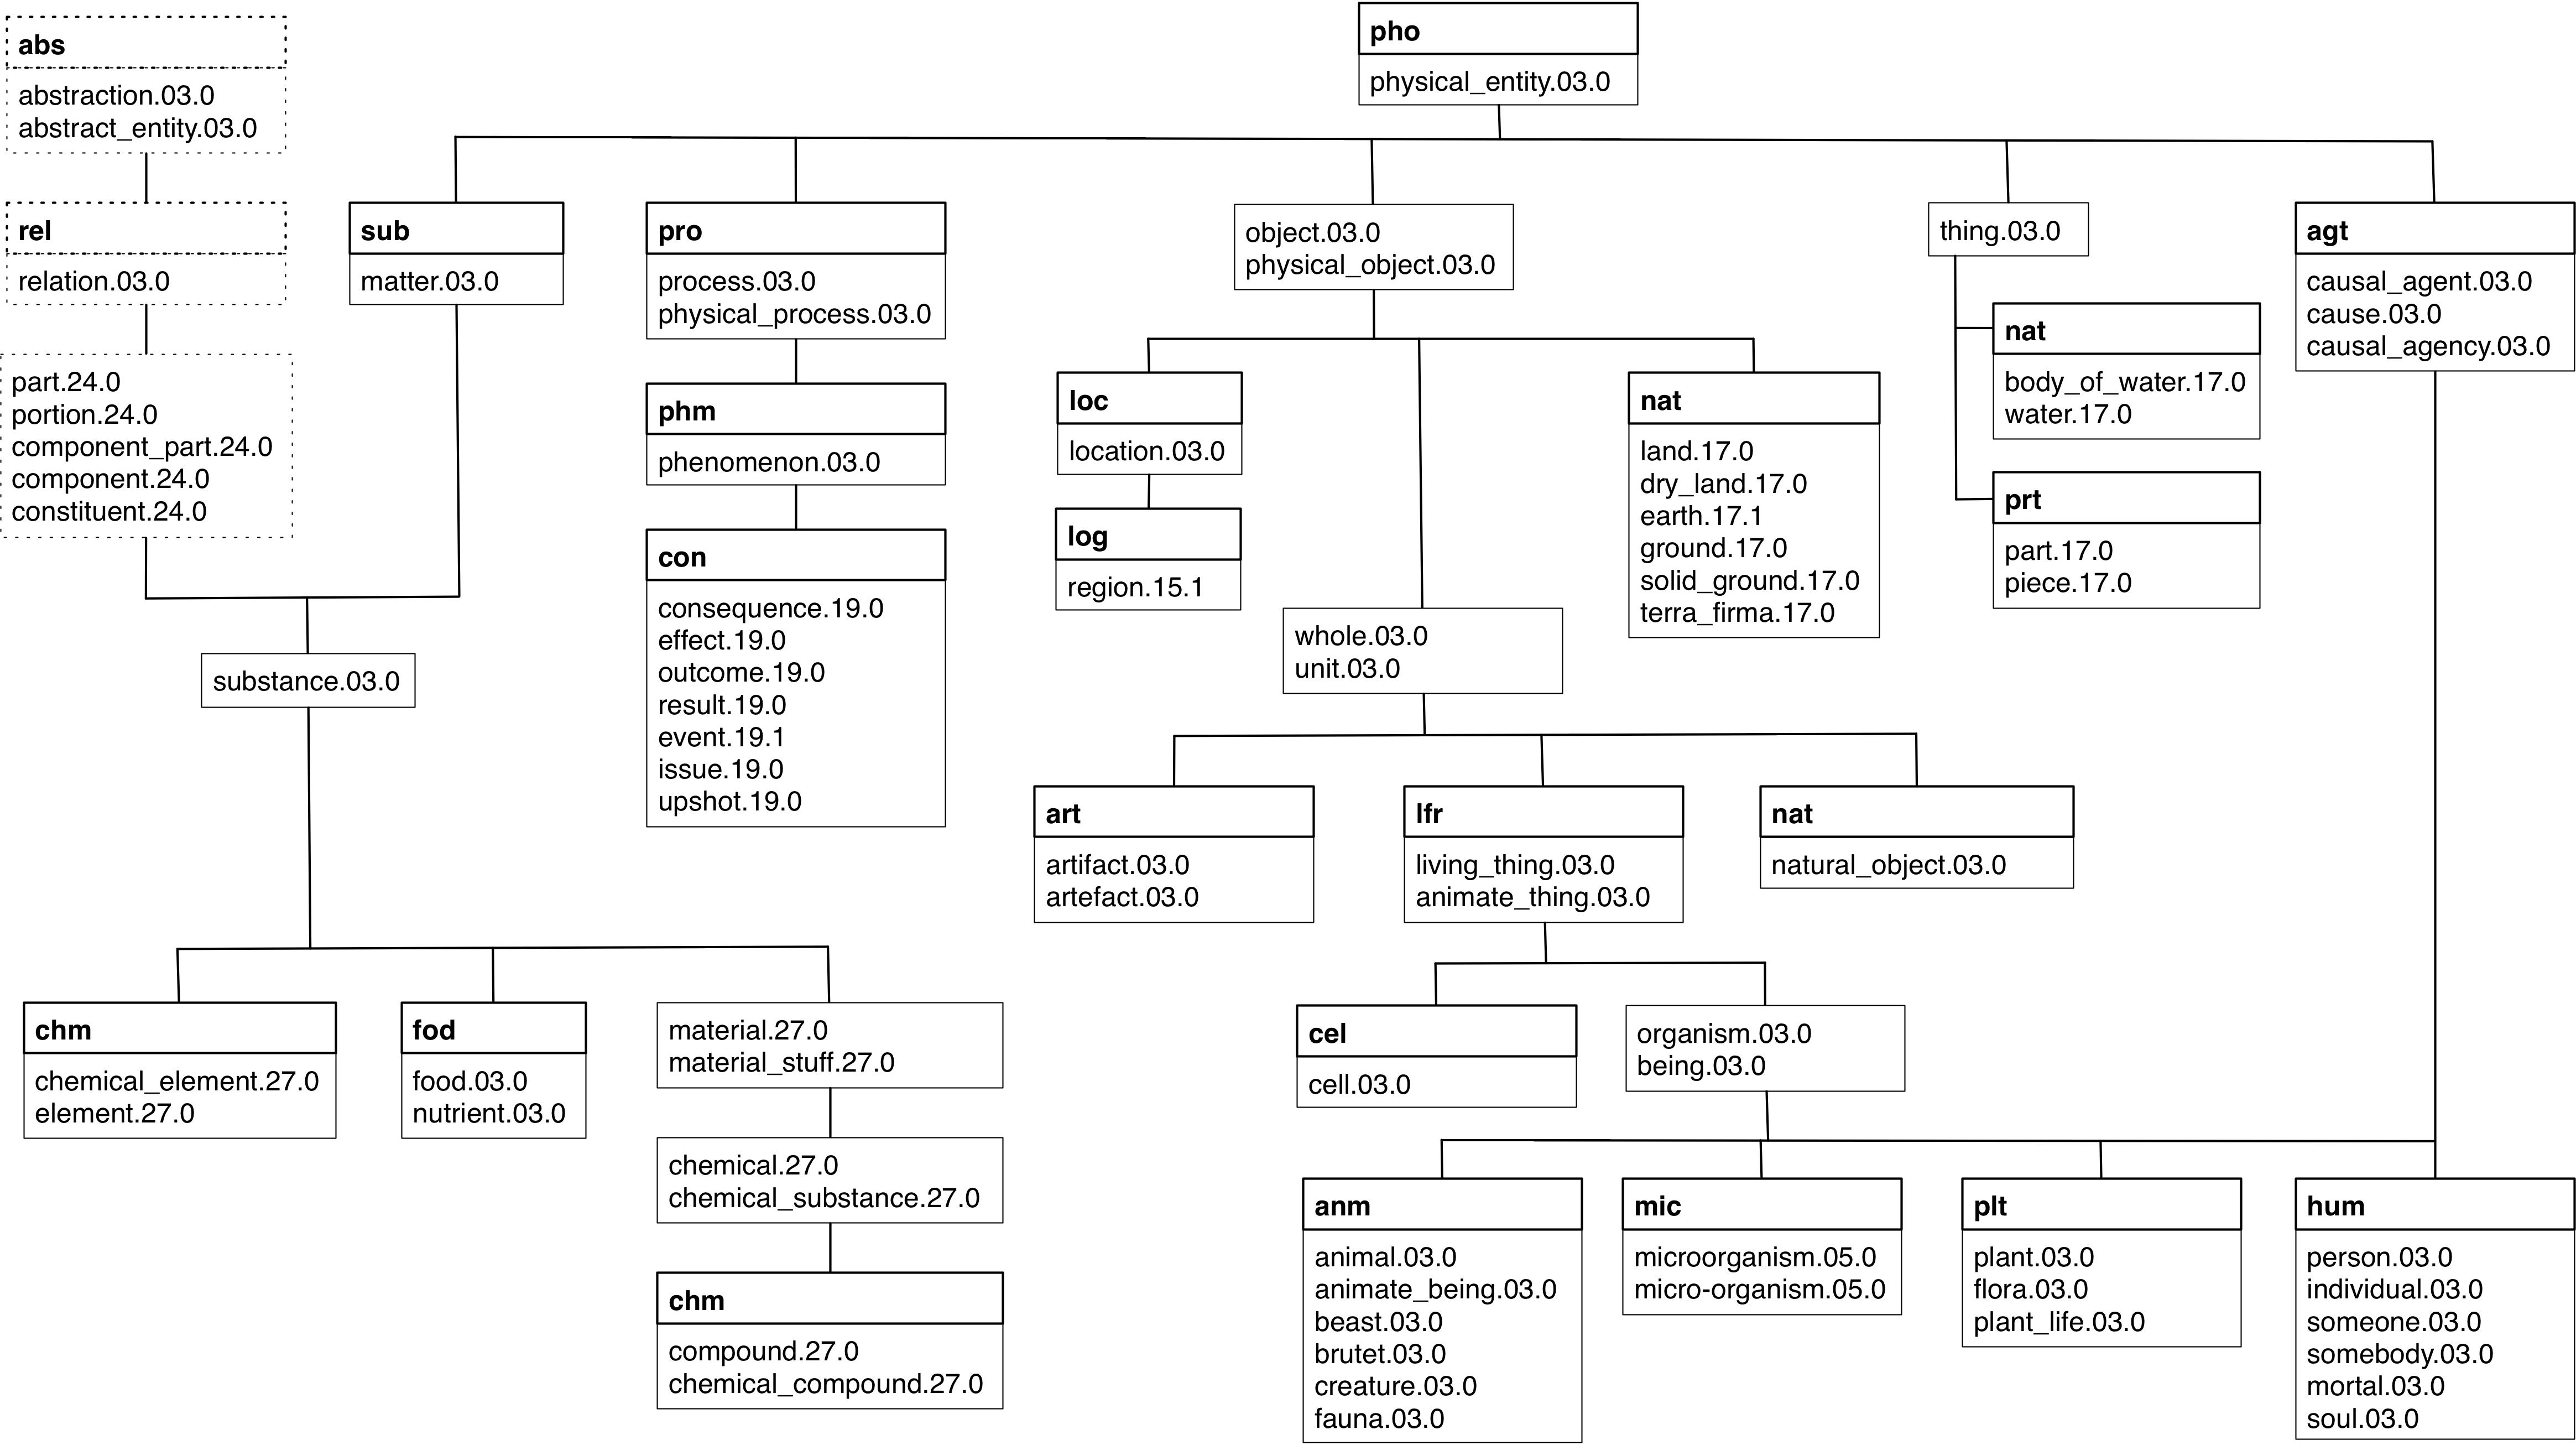 abs
abstraction.03.0
abstract_entity.03.0
pho
physical_entity.03.0
rel
relation.03.0
sub
matter.03.0
pro
process.03.0
physical_process.03.0
object.03.0
physical_object.03.0
thing.03.0
agt
causal_agent.03.0
cause.03.0
causal_agency.03.0
nat
body_of_water.17.0
water.17.0
part.24.0
portion.24.0
component_part.24.0
component.24.0
constituent.24.0
phm
phenomenon.03.0
loc
location.03.0
nat
land.17.0
dry_land.17.0
earth.17.1
ground.17.0
solid_ground.17.0
terra_firma.17.0
prt
part.17.0
piece.17.0
con
consequence.19.0
effect.19.0
outcome.19.0
result.19.0
event.19.1
issue.19.0
upshot.19.0
log
region.15.1
whole.03.0
unit.03.0
substance.03.0
art
artifact.03.0
artefact.03.0
lfr
living_thing.03.0
animate_thing.03.0
nat
natural_object.03.0
chm
chemical_element.27.0
element.27.0
fod
food.03.0
nutrient.03.0
material.27.0
material_stuff.27.0
cel
cell.03.0
organism.03.0
being.03.0
chemical.27.0
chemical_substance.27.0
chm
compound.27.0
chemical_compound.27.0
anm
animal.03.0
animate_being.03.0
beast.03.0
brutet.03.0
creature.03.0
fauna.03.0
mic
microorganism.05.0
micro-organism.05.0
plt
plant.03.0
flora.03.0
plant_life.03.0
hum
person.03.0
individual.03.0
someone.03.0
somebody.03.0
mortal.03.0
soul.03.0